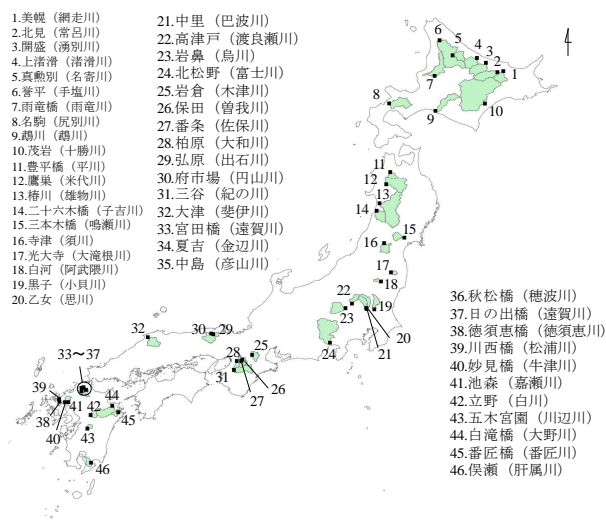 1.美幌（網走川）
2.北見（常呂川）
3.開盛（湧別川）
4.上渚滑（渚滑川）
5.真勲別（名寄川）
6.誉平（手塩川）
7.雨竜橋（雨竜川）
8.名駒（尻別川）
9.鵡川（鵡川）
10.茂岩（十勝川）
11.豊平橋（平川）
12.鷹巣（米代川）
13.椿川（雄物川）
14.二十六木橋（子吉川）
15.三本木橋（鳴瀬川）
16.寺津（須川）
17.光大寺（大滝根川）
18.白河（阿武隈川）
19.黒子（小貝川）
20.乙女（思川）
21.中里（巴波川）
22.高津戸（渡良瀬川）
23.岩鼻（烏川）
24.北松野（富士川）
25.岩倉（木津川）
26.保田（曽我川）
27.番条（佐保川）
28.柏原（大和川）
29.弘原（出石川）
30.府市場（円山川）
31.三谷（紀の川）
32.大津（斐伊川）
33.宮田橋（遠賀川）
34.夏吉（金辺川）
35.中島（彦山川）
36.秋松橋（穂波川）
37.日の出橋（遠賀川）
38.徳須恵橋（徳須恵川）
39.川西橋（松浦川）
40.妙見橋（牛津川）
41.池森（嘉瀬川）
42.立野（白川）
43.五木宮園（川辺川）
44.白滝橋（大野川）
45.番匠橋（番匠川）
46.俣瀬（肝属川）
6
5
4
3
2
1
7
8
9
10
11
12
13
14
15
16
17
18
22
23
19
20
21
24
32
30
29
25
28
31
26
27
33〜37
39
38
40
41
42
44
45
43
46